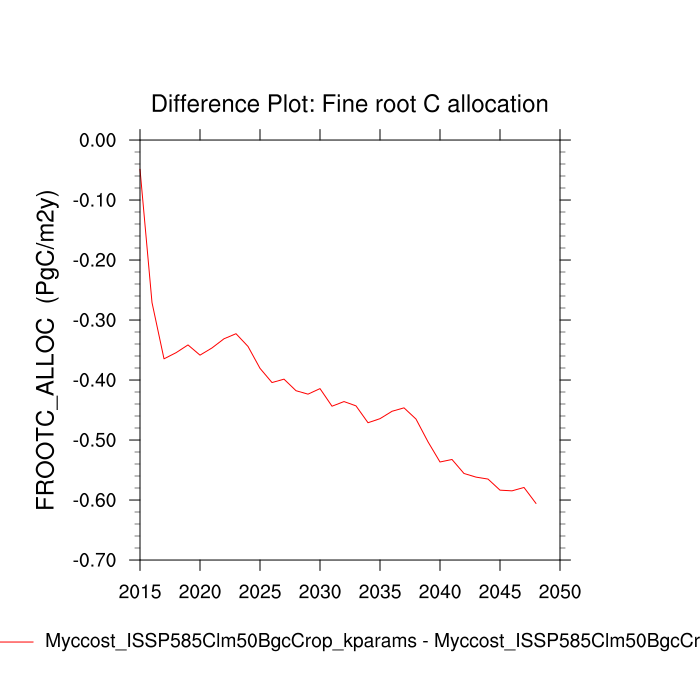 Difference Plot: Fine root C allocation
FROOTC_ALLOC (PgC/m2y)
0.00
-0.10
-0.20
-0.30
-0.40
-0.50
-0.60
-0.70
2015 2020 2025 2030 2035 2040 2045 2050
Myccost_ISSP585Clm50BgcCrop_kparams - Myccost_ISSP585Clm50BgcCr